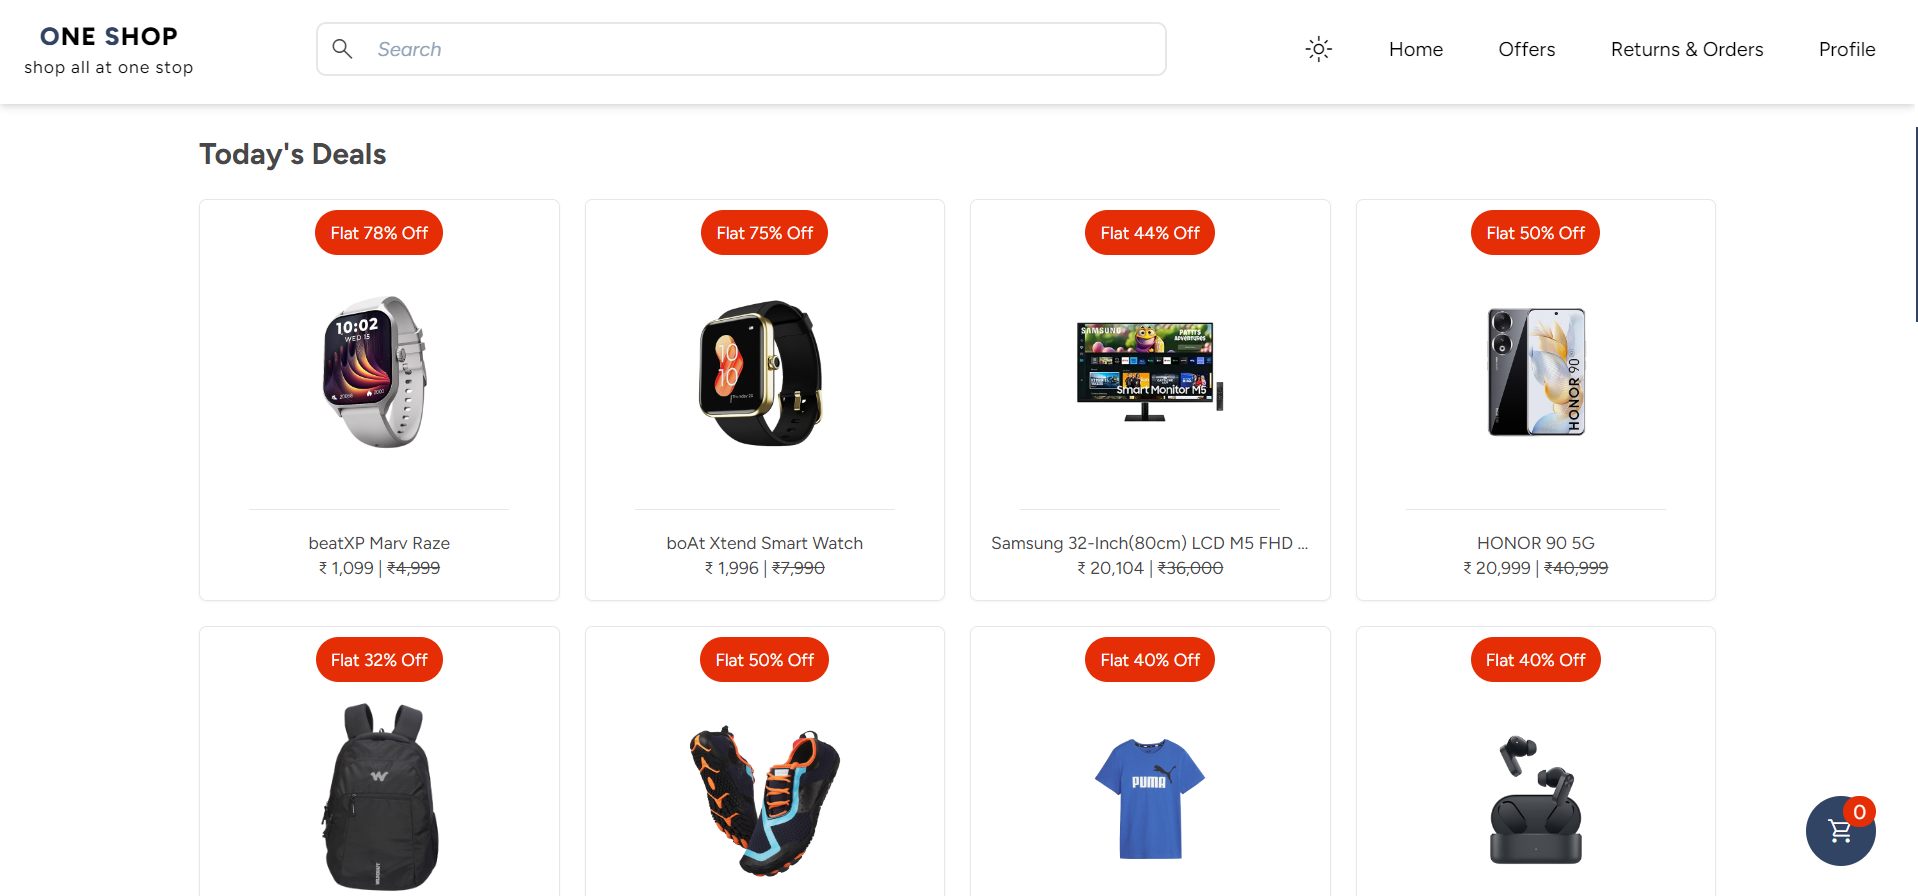 ONE SHOP
shop all at one stop
Search
Home
Offers
Returns & Orders
Profile
Today's Deals
Flat 78% Off
Flat 75% Off
Flat 44% Off
Flat 50% Off
10:02
WED 15
10
10
SAMSUNG
Smart Monitor M5
HONOR 90
beatXP Marv Raze
₹ 1,099 | ₹4,999
boAt Xtend Smart Watch
₹ 1,996 | ₹7,990
Samsung 32-Inch(80cm) LCD M5 FHD ...
₹ 20,104 | ₹36,000
HONOR 90 5G
₹ 20,999 | ₹40,999
Flat 32% Off
Flat 50% Off
Flat 40% Off
Flat 40% Off
PUMA
0